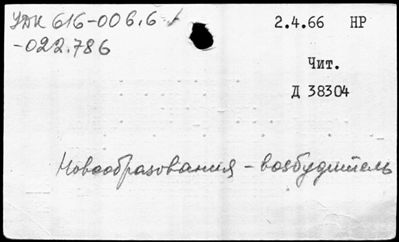 УДК 616-006.6
-022.786
2.4.66 НР
Чит.
Д 38304
Новообразования - возбудитель